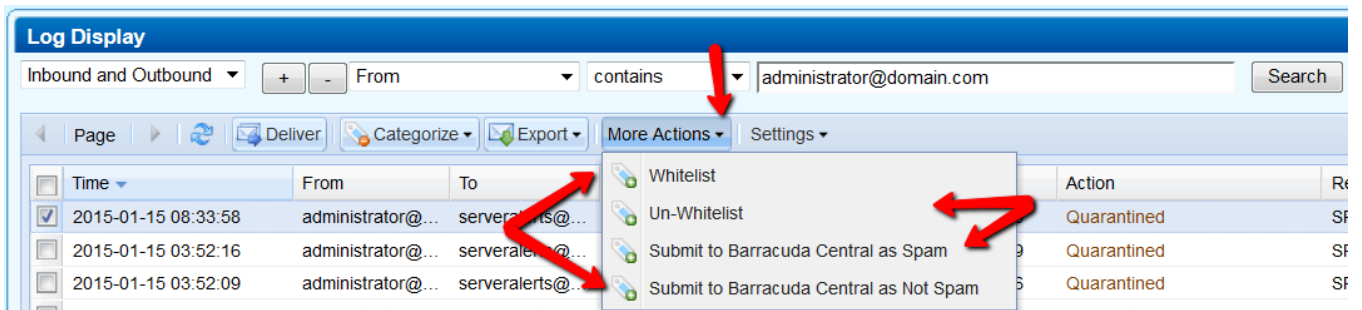 Log Display
Inbound and Outbound + - From contains administrator@domain.com Search
Page Deliver Categorize Export More Actions Settings
Time From To Action
Whitelist
2015-01-15 08:33:58 administrator@... Quarantined
Un-Whitelist
2015-01-15 03:52:16 administrator@... serveralerts@... Quarantined
Submit to Barracuda Central as Spam
2015-01-15 03:52:09 administrator@... serveralerts@... Quarantined
Submit to Barracuda Central as Not Spam